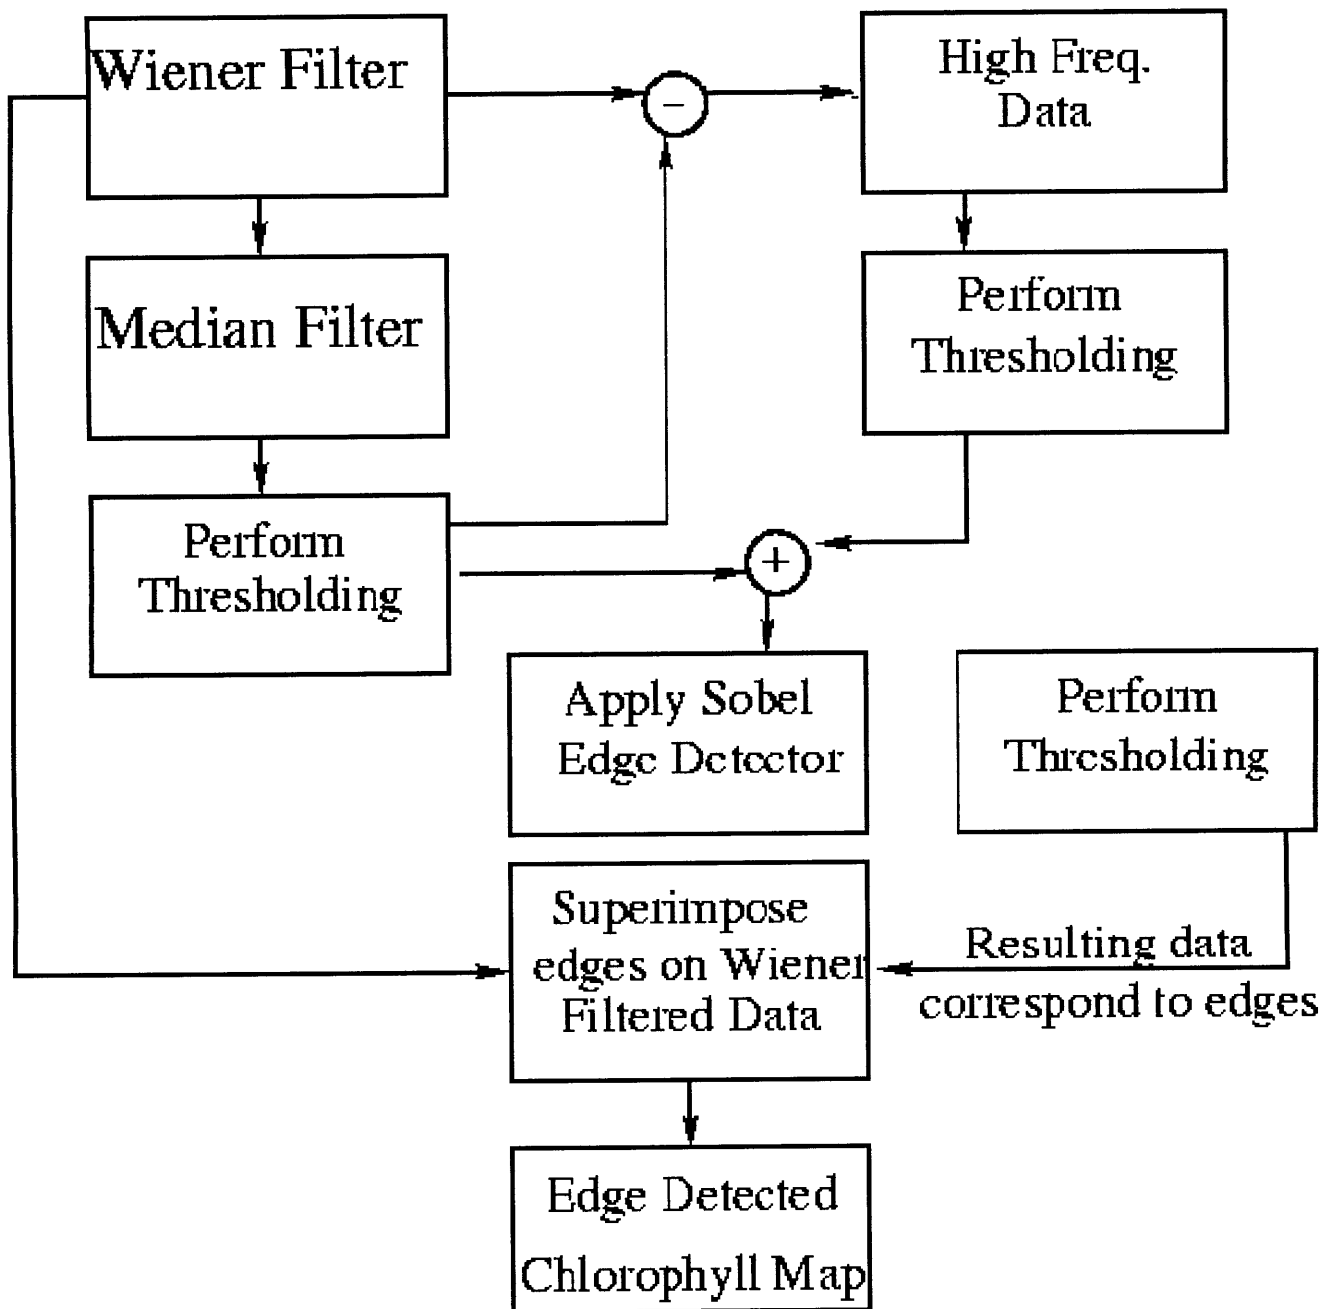 Wiener Filter
−
High Freq.
Data
Median Filter
Perform
Thresholding
Perform
Thresholding
+
Apply Sobel
Edge Detector
Perform
Thresholding
Superimpose
edges on Wiener
Filtered Data
Resulting data
correspond to edges
Edge Detected
Chlorophyll Map